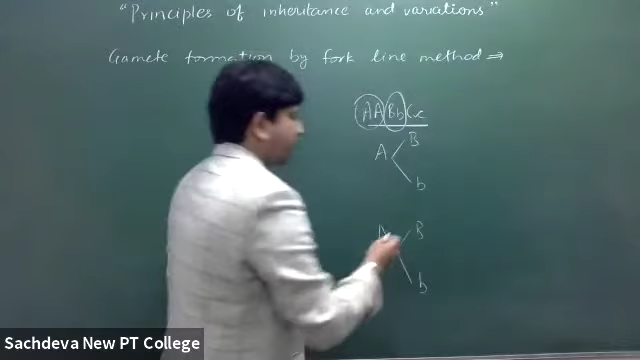 "Principles of inheritance and variations"
Gamete formation by fork line method ⇒
AABbCc
A
B
b
A
B
b
Sachdeva New PT College